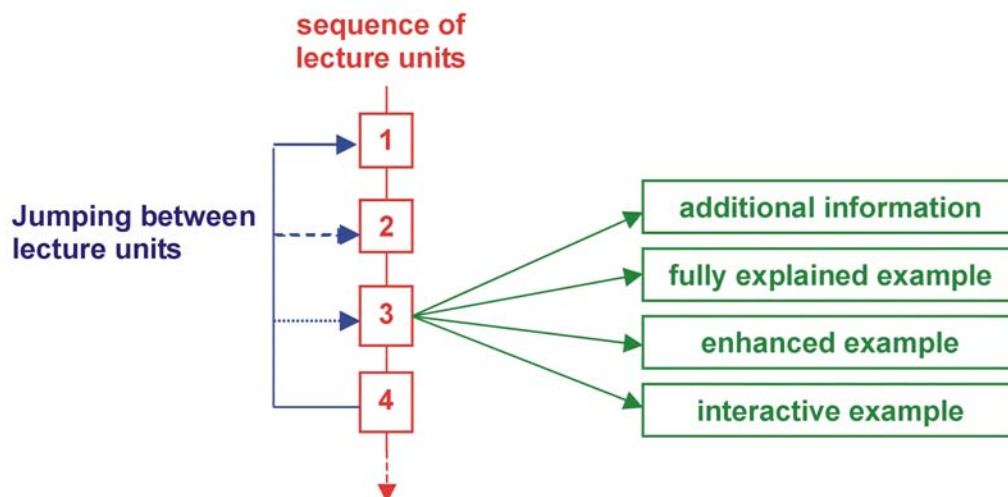 sequence of
lecture units
1
2
3
4
Jumping between
lecture units
additional information
fully explained example
enhanced example
interactive example